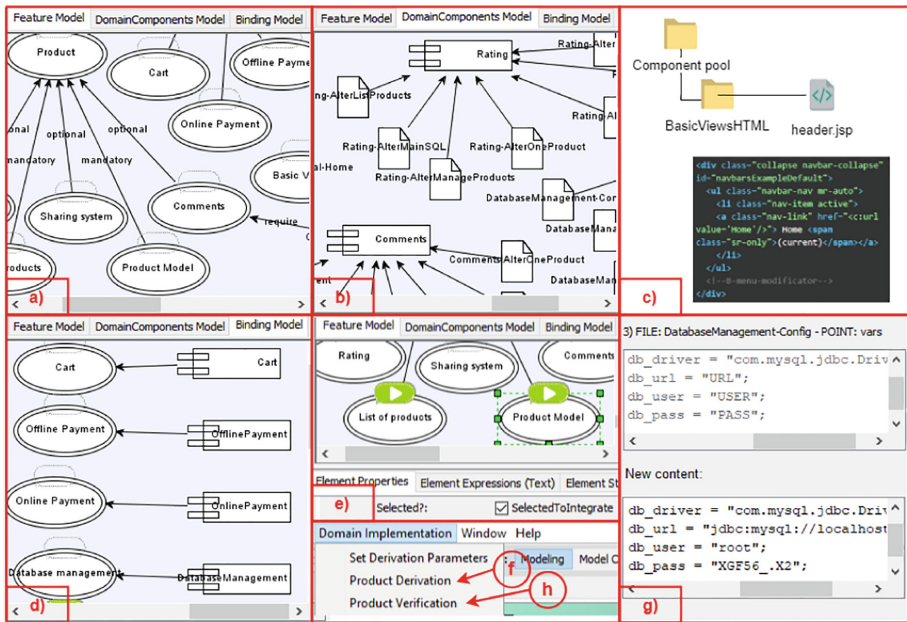 Feature Model DomainComponents Model Binding Model
Product
Cart
Offline Payme
Online Payment
optional
optional
mandatory
mandatory
Basic V
Sharing system
Comments
require
roducts
Product Model
a)
Feature Model DomainComponents Model Binding Model
Rating
Rating-Alter
ng-AlterListProducts
Rating-A
Rating-AlterMainSQL
Rating-AlterOneProduct
al-Home
Rating-AlterManageProducts
DatabaseManagement-Con
DatabaseMana
Comments
Comments-AlterOneProduct
ent
DatabaseMan
b)
Component pool
BasicViewsHTML
header.jsp
<div class="collapse navbar-collapse"
id="navbarsExampleDefault">
<ul class="navbar-nav mr-auto">
<li class="nav-item active">
<a class="nav-link" href="<c:url
value='Home'/>"> Home <span
class="sr-only">(current)</span></a>
</li>
</ul>
<!--B-menu-modificator-->
</div>
c)
Feature Model DomainComponents Model Binding Model
Cart
Cart
Offline Payment
OfflinePayment
Online Payment
OnlinePayment
Database management
DatabaseManagement
d)
Feature Model DomainComponents Model Binding Model
Rating
Sharing system
Comments
List of products
Product Model
Element Properties Element Expressions (Text) Element St
e)
Selected?: SelectedToIntegrate
Domain Implementation Window Help
Set Derivation Parameters
Modeling Model C
Product Derivation
f
Product Verification
h
3) FILE: DatabaseManagement-Config - POINT: vars
db_driver = "com.mysql.jdbc.Driv
db_url = "URL";
db_user = "USER";
db_pass = "PASS";
New content:
db_driver = "com.mysql.jdbc.Driv
db_url = "jdbc:mysql://localhost
db_user = "root";
db_pass = "XGF56_.X2";
g)